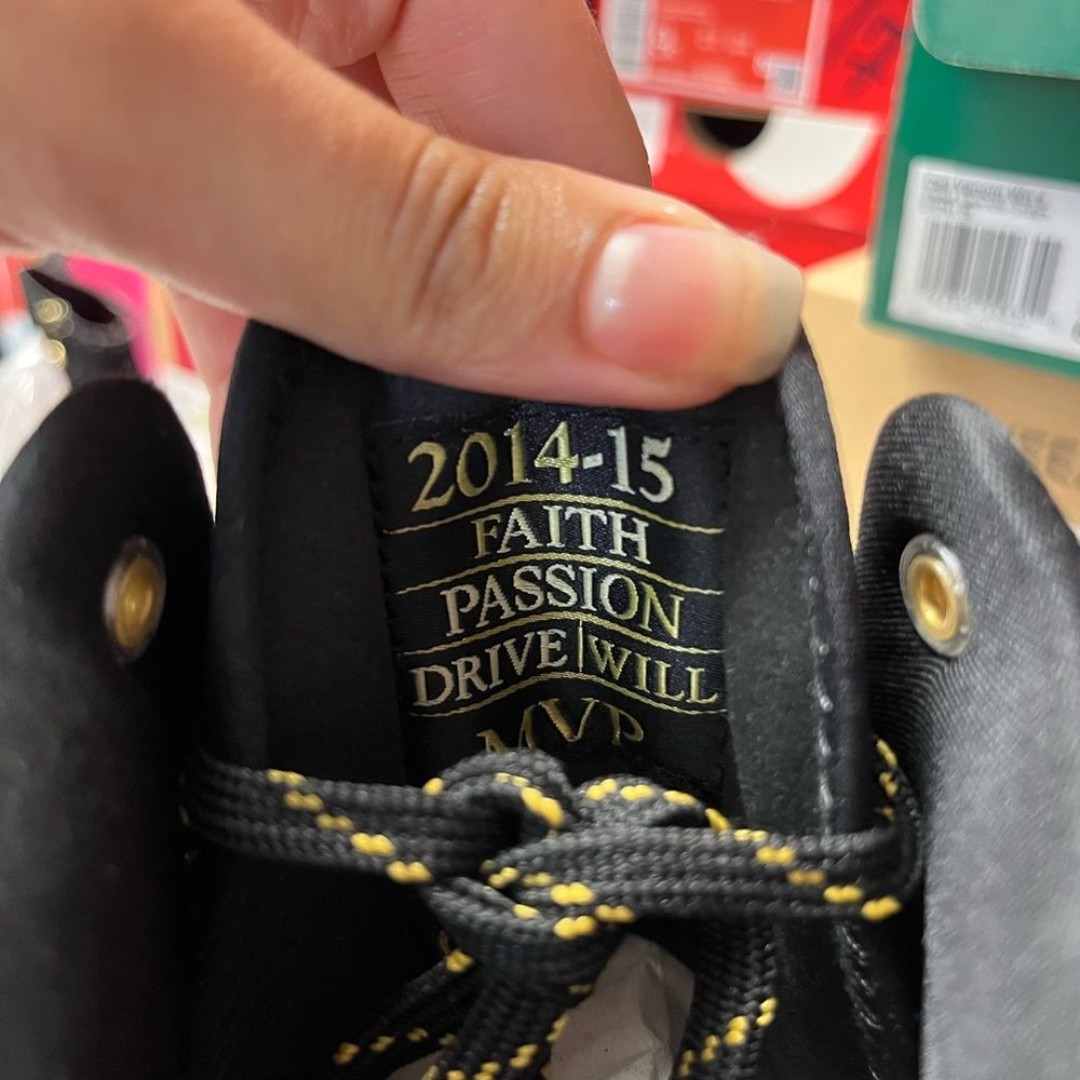 2014-15
FAITH
PASSION
DRIVE|WILL
MVP